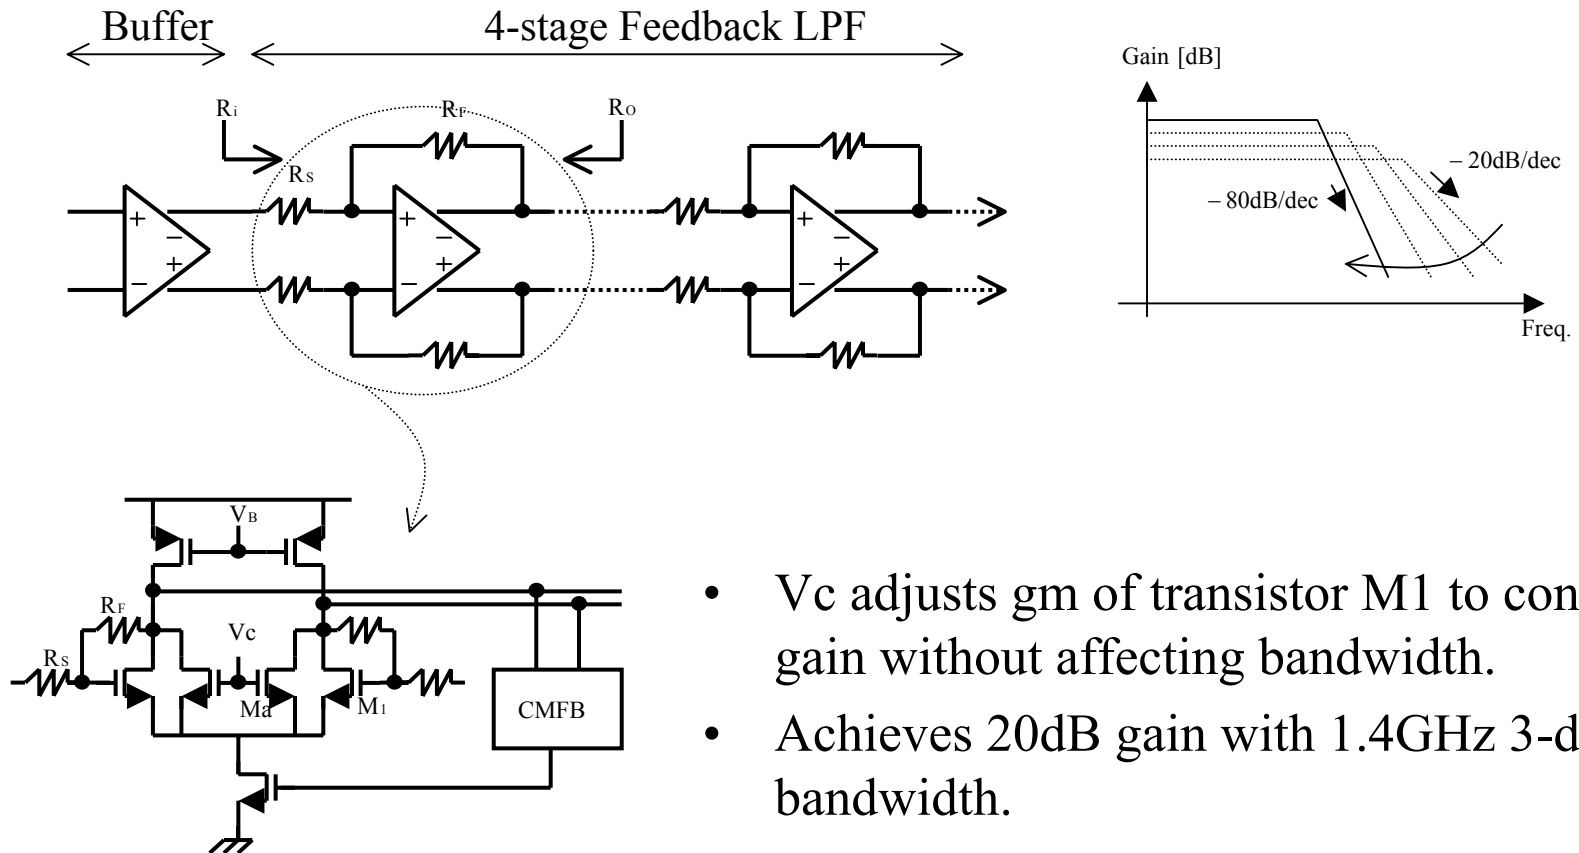 Buffer
4-stage Feedback LPF
Gain [dB]
Ri
RF
RO
RS
+
−
−
+
+
−
−
+
+
−
−
+
– 20dB/dec
– 80dB/dec
Freq.
VB
RF
Vc
RS
Ma
M1
CMFB
• Vc adjusts gm of transistor M1 to con
gain without affecting bandwidth.
• Achieves 20dB gain with 1.4GHz 3-d
bandwidth.